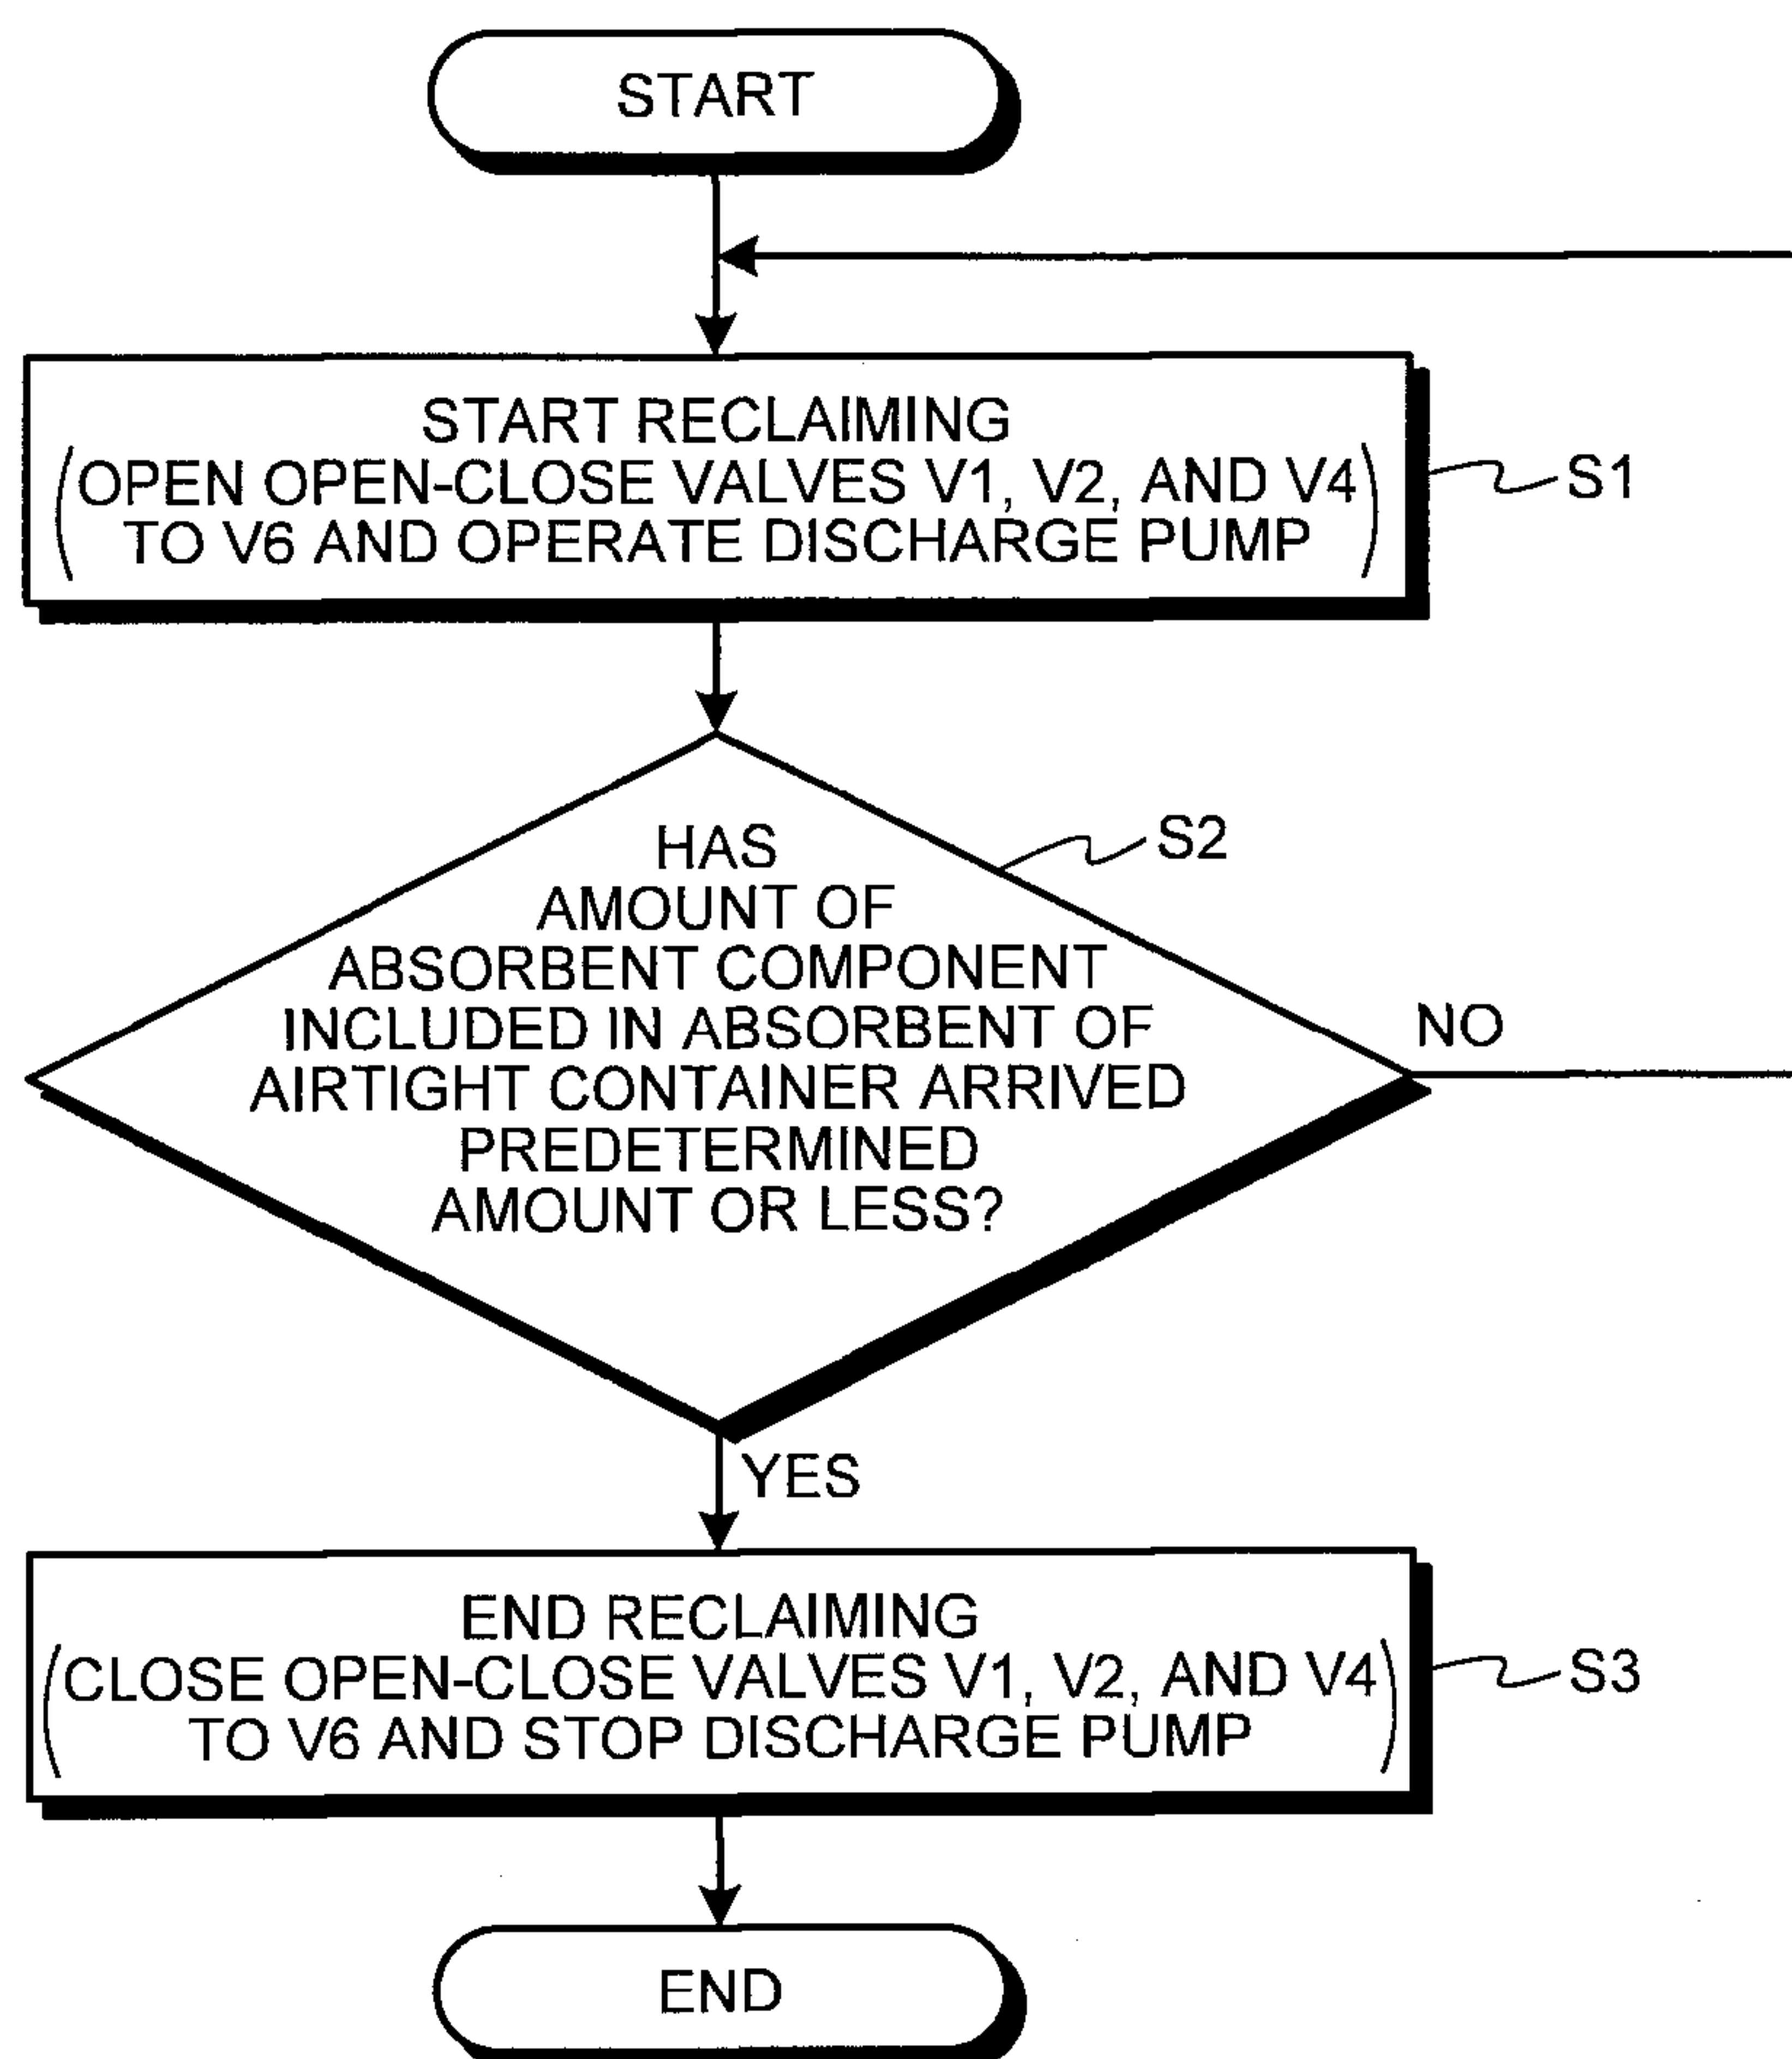 START
START RECLAIMING
(OPEN OPEN-CLOSE VALVES V1, V2, AND V4
TO V6 AND OPERATE DISCHARGE PUMP)
S1
HAS
AMOUNT OF
ABSORBENT COMPONENT
INCLUDED IN ABSORBENT OF
AIRTIGHT CONTAINER ARRIVED
PREDETERMINED
AMOUNT OR LESS?
S2
NO
YES
END RECLAIMING
(CLOSE OPEN-CLOSE VALVES V1, V2, AND V4
TO V6 AND STOP DISCHARGE PUMP)
S3
END